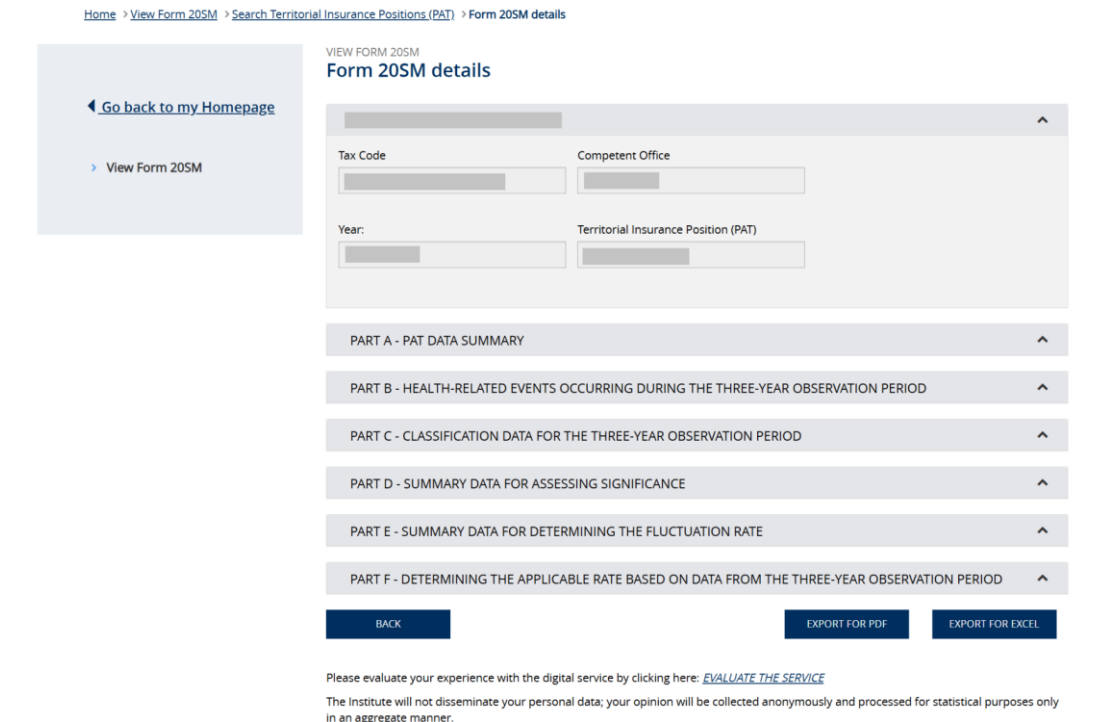 Home > View Form 20SM > Search Territorial Insurance Positions (PAT) > Form 20SM details
Go back to my Homepage
View Form 20SM
VIEW FORM 20SM
Form 20SM details
Tax Code
Competent Office
Year:
Territorial Insurance Position (PAT)
PART A - PAT DATA SUMMARY
PART B - HEALTH-RELATED EVENTS OCCURRING DURING THE THREE-YEAR OBSERVATION PERIOD
PART C - CLASSIFICATION DATA FOR THE THREE-YEAR OBSERVATION PERIOD
PART D - SUMMARY DATA FOR ASSESSING SIGNIFICANCE
PART E - SUMMARY DATA FOR DETERMINING THE FLUCTUATION RATE
PART F - DETERMINING THE APPLICABLE RATE BASED ON DATA FROM THE THREE-YEAR OBSERVATION PERIOD
BACK
EXPORT FOR PDF
EXPORT FOR EXCEL
Please evaluate your experience with the digital service by clicking here: EVALUATE THE SERVICE
The Institute will not disseminate your personal data; your opinion will be collected anonymously and processed for statistical purposes only
in an aggregate manner.